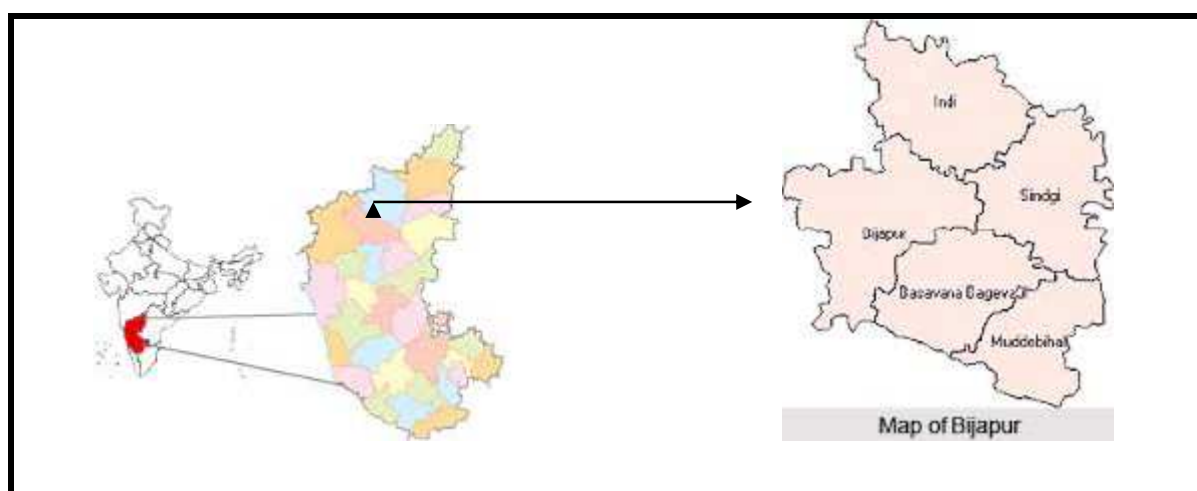 Indi
Sindgi
Bijapur
Basavana Bagevadi
Muddebihal
Map of Bijapur